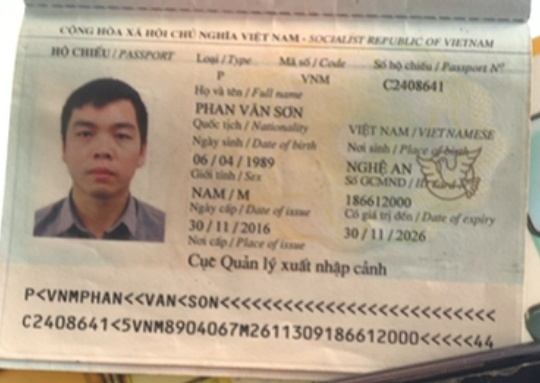 CỘNG HÒA XÃ HỘI CHỦ NGHĨA VIỆT NAM - SOCIALIST REPUBLIC OF VIETNAM
HỘ CHIẾU / PASSPORT Loại / Type Mã số / Code Số hộ chiếu / Passport Nº
P VNM C2408641
Họ và tên / Full name
PHAN VĂN SƠN
Quốc tịch / Nationality VIỆT NAM / VIETNAMESE
Ngày sinh / Date of birth Nơi sinh / Place of birth
06 / 04 / 1989 NGHỆ AN
Giới tính / Sex Số GCMND / ID card Nº
NAM / M 186612000
Ngày cấp / Date of issue Có giá trị đến / Date of expiry
30 / 11 / 2016 30 / 11 / 2026
Nơi cấp / Place of issue
Cục Quản lý xuất nhập cảnh
P<VNMPHAN<<VAN<SON<<<<<<<<<<<<<<<<<<<<<<<<<<
C2408641<5VNM8904067M2611309186612000<<<<<44